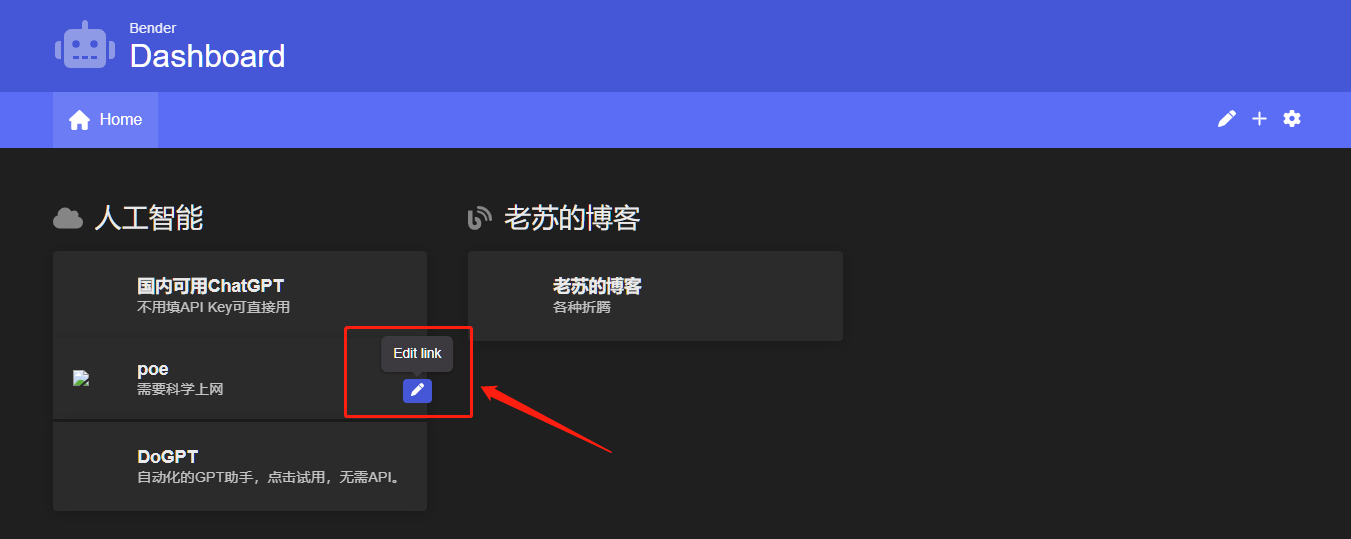 Bender
Dashboard
Home
人工智能
国内可用ChatGPT
不用填API Key可直接用
poe
需要科学上网
Edit link
DoGPT
自动化的GPT助手，点击试用，无需API。
老苏的博客
老苏的博客
各种折腾